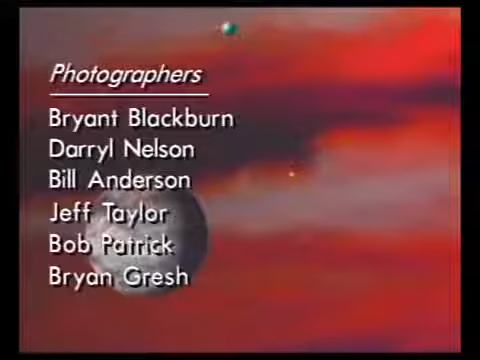 Photographers
Bryant Blackburn
Darryl Nelson
Bill Anderson
Jeff Taylor
Bob Patrick
Bryan Gresh